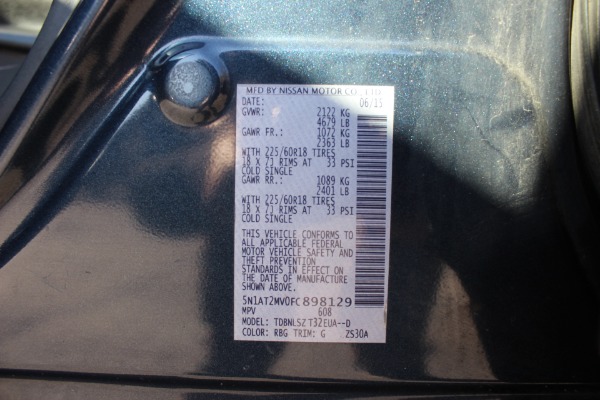 MFD BY NISSAN MOTOR CO., LTD.
DATE: 06/15
GVWR: 2122 KG
4679 LB
GAWR FR.: 1072 KG
2363 LB
WITH 225/60R18 TIRES
18 X 7J RIMS AT 33 PSI
COLD SINGLE
GAWR RR.: 1089 KG
2401 LB
WITH 225/60R18 TIRES
18 X 7J RIMS AT 33 PSI
COLD SINGLE
THIS VEHICLE CONFORMS TO
ALL APPLICABLE FEDERAL
MOTOR VEHICLE SAFETY AND
THEFT PREVENTION
STANDARDS IN EFFECT ON
THE DATE OF MANUFACTURE
SHOWN ABOVE.
5N1AT2MV0FC898129
MPV 608
MODEL: TDBNLSZ T32EUA--D
COLOR: RBG TRIM: G ZS30A